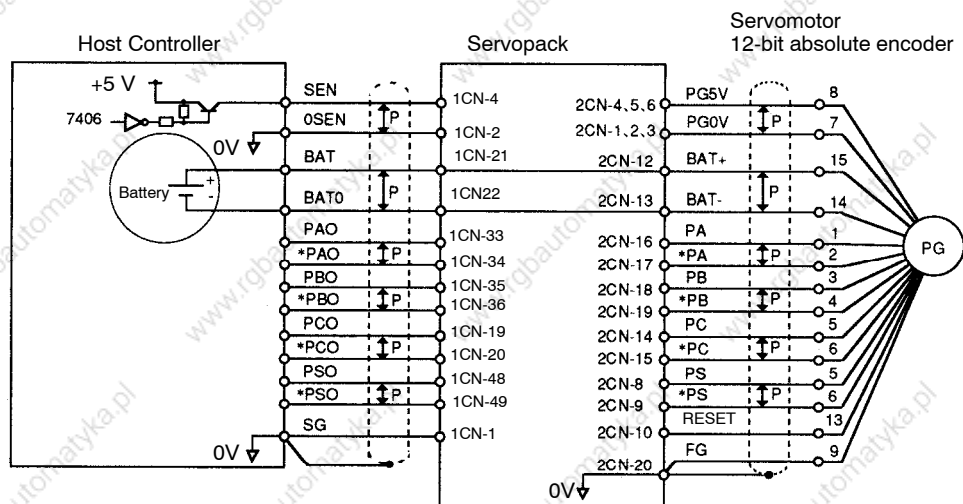 Host Controller
Servopack
Servomotor
12-bit absolute encoder
+5 V
7406
0V
Battery
+
-
0V
SEN
0SEN
BAT
BAT0
PAO
*PAO
PBO
*PBO
PCO
*PCO
PSO
*PSO
SG
P
P
P
P
P
P
1CN-4
1CN-2
1CN-21
1CN22
1CN-33
1CN-34
1CN-35
1CN-36
1CN-19
1CN-20
1CN-48
1CN-49
1CN-1
2CN-4、5、6
2CN-1、2、3
2CN-12
2CN-13
2CN-16
2CN-17
2CN-18
2CN-19
2CN-14
2CN-15
2CN-8
2CN-9
2CN-10
2CN-20
0V
PG5V
PG0V
BAT+
BAT-
PA
*PA
PB
*PB
PC
*PC
PS
*PS
RESET
FG
P
P
P
P
P
P
8
7
15
14
1
2
3
4
5
6
5
6
13
9
PG
www.rgbautomatyka.pl